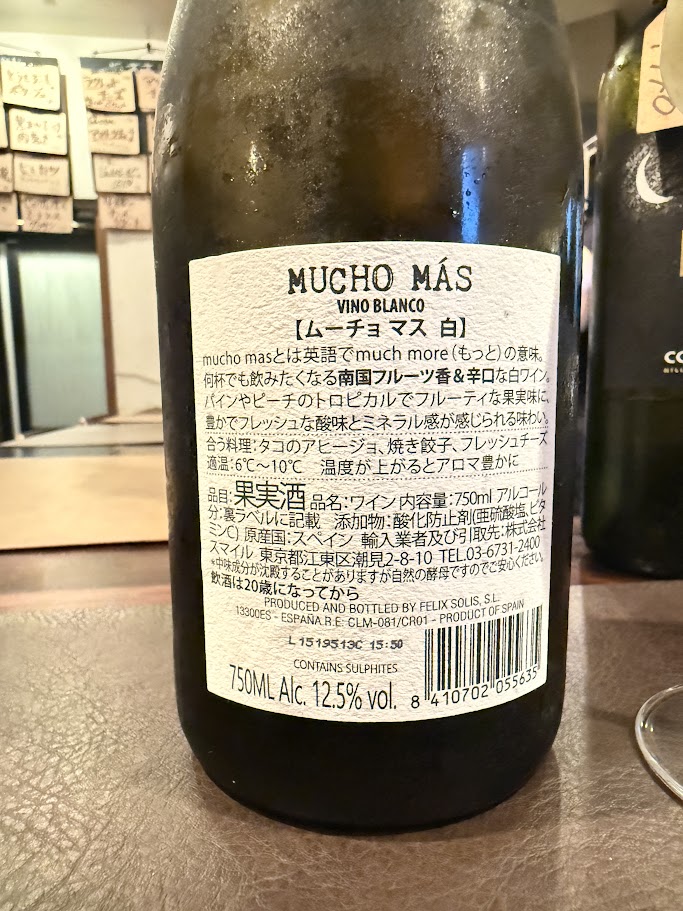 MUCHO MÁS
VINO BLANCO
【ムーチョ マス 白】
mucho masとは英語でmuch more（もっと）の意味。
何杯でも飲みたくなる南国フルーツ香＆辛口な白ワイン。
パインやピーチのトロピカルでフルーティな果実味に、
豊かでフレッシュな酸味とミネラル感が感じられる味わい。
合う料理：タコのアヒージョ、焼き餃子、フレッシュチーズ
適温：6℃～10℃　温度が上がるとアロマ豊かに
品目：果実酒 品名：ワイン 内容量：750ml アルコール
分：裏ラベルに記載　添加物：酸化防止剤(亜硫酸塩、ビタ
ミンC) 原産国：スペイン 輸入業者及び引取先：株式会社
スマイル 東京都江東区潮見2-8-10 TEL.03-6731-2400
*中味成分が沈殿することがありますが自然の酵母ですのでご安心ください。
飲酒は20歳になってから
PRODUCED AND BOTTLED BY FELIX SOLIS, S.L.
13300ES - ESPAÑA.R.E: CLM-081/CR01 - PRODUCT OF SPAIN
L1519513C 15:50
CONTAINS SULPHITES
750ML Alc. 12.5% vol.
8 410702 055635